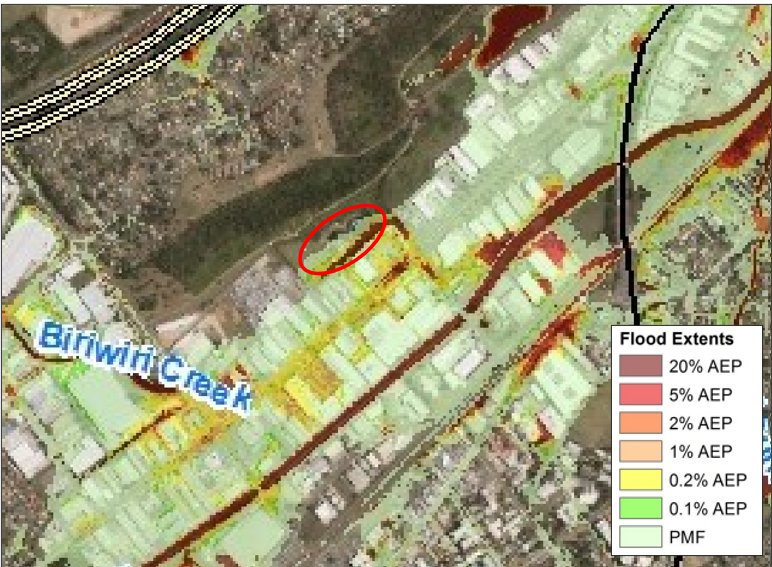 Biriwiri Creek
Flood Extents
20% AEP
5% AEP
2% AEP
1% AEP
0.2% AEP
0.1% AEP
PMF